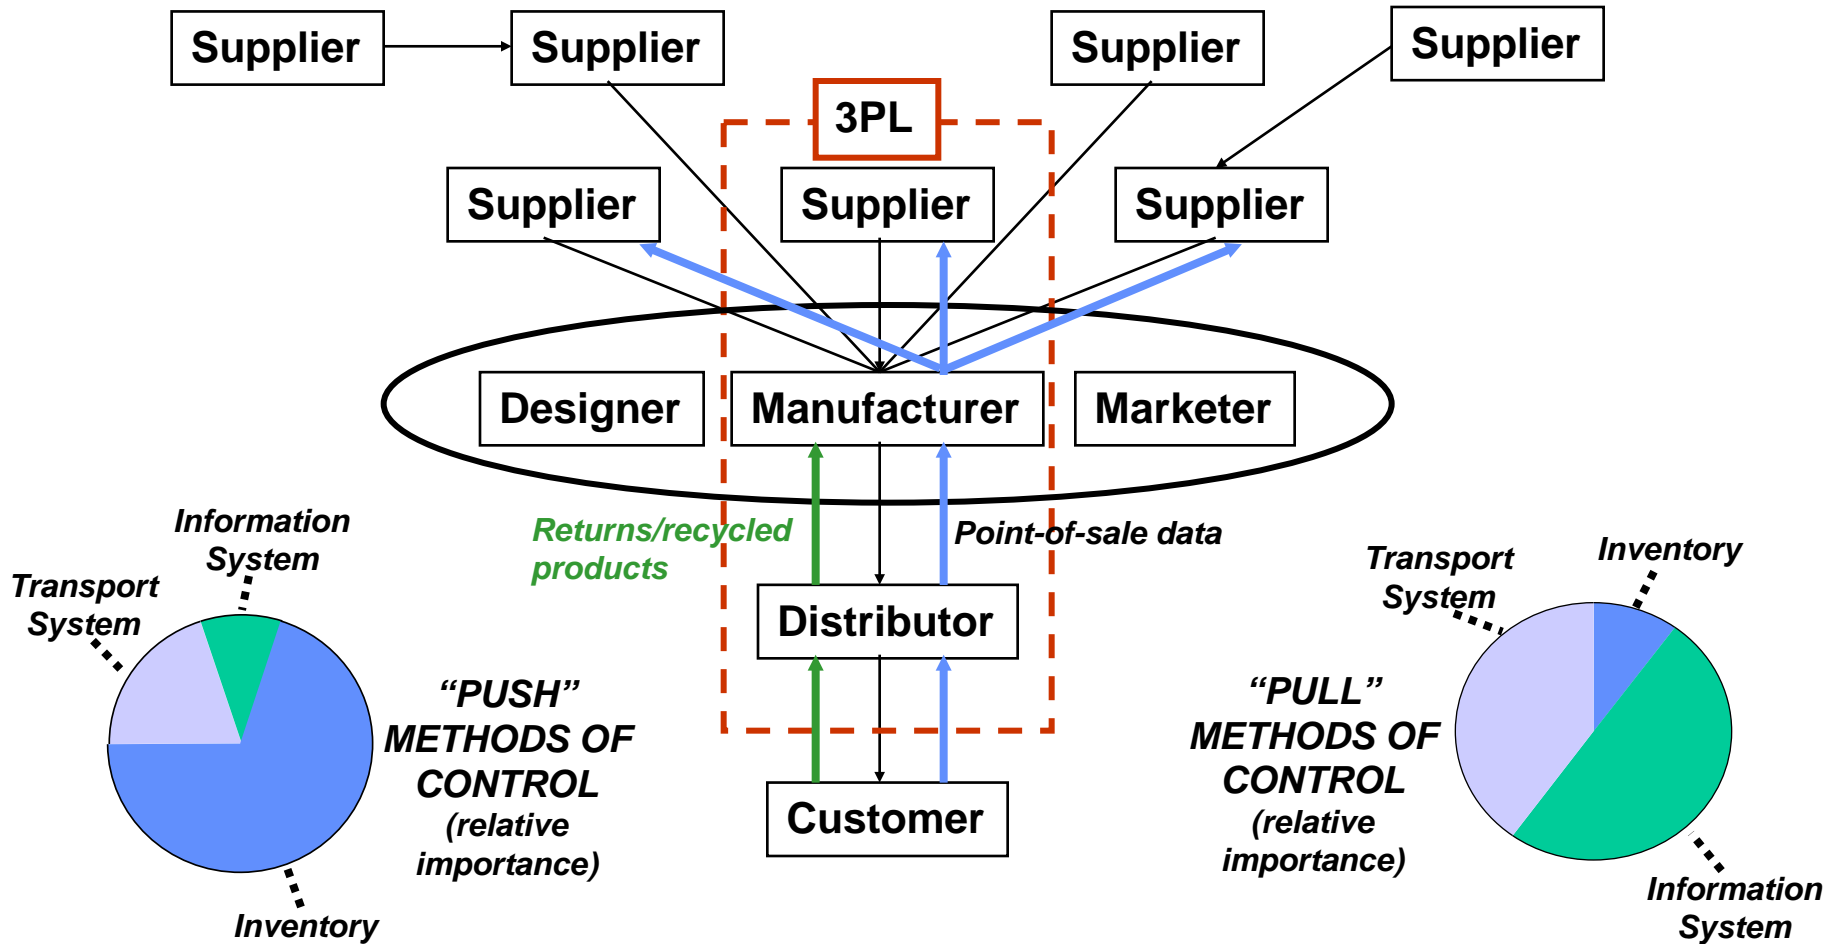 Supplier
Supplier
Supplier
Supplier
3PL
Supplier
Supplier
Supplier
Designer
Manufacturer
Marketer
Returns/recycled
products
Point-of-sale data
Distributor
Customer
Information
System
Transport
System
Inventory
“PUSH”
METHODS OF
CONTROL
(relative
importance)
“PULL”
METHODS OF
CONTROL
(relative
importance)
Transport
System
Inventory
Information
System